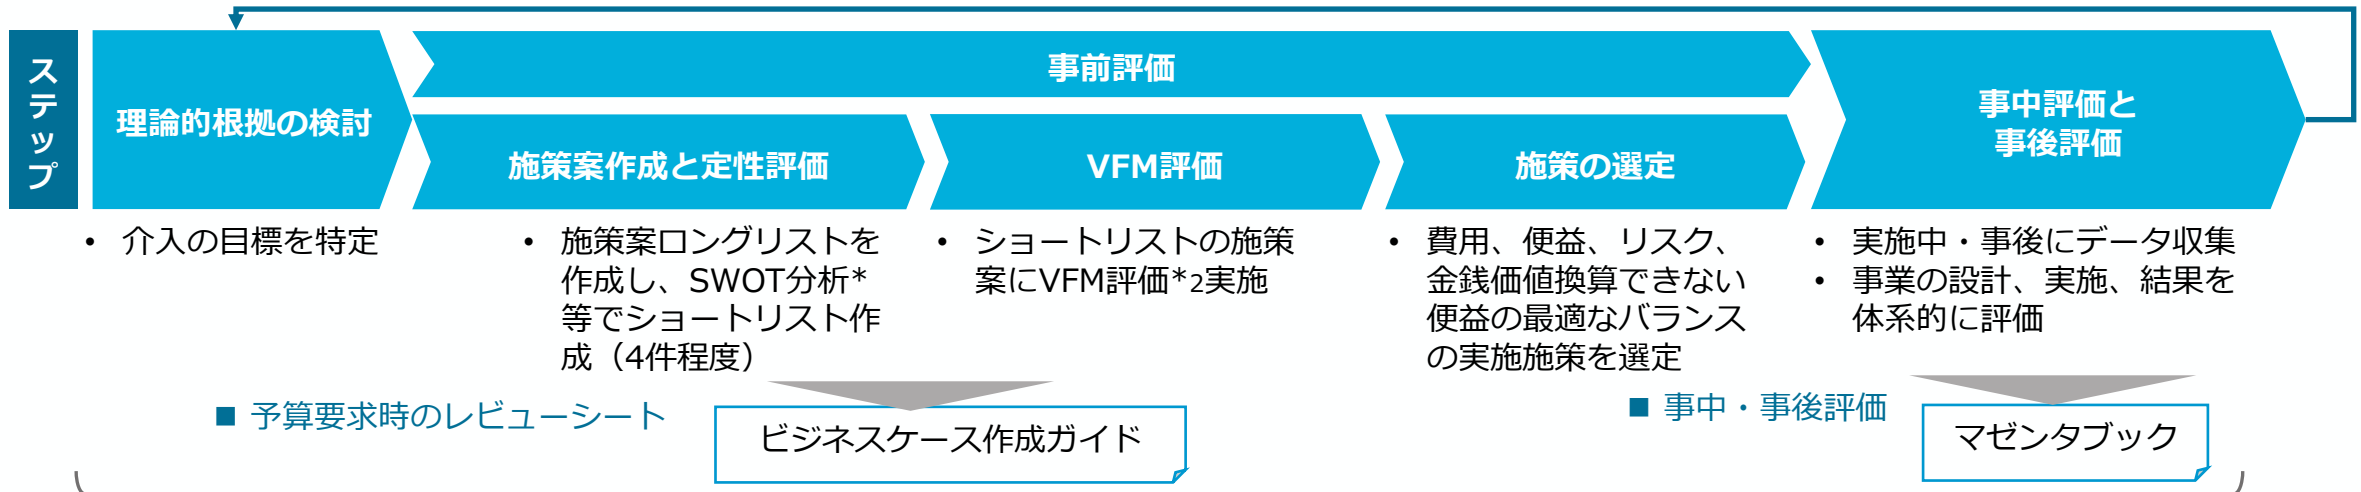 ステップ
理論的根拠の検討
事前評価
施策案作成と定性評価
VFM評価
施策の選定
事中評価と
事後評価
• 介入の目標を特定
• 施策案ロングリストを
作成し、SWOT分析*
等でショートリスト作
成（4件程度）
• ショートリストの施策
案にVFM評価*2実施
• 費用、便益、リスク、
金銭価値換算できない
便益の最適なバランス
の実施施策を選定
• 実施中・事後にデータ収集
• 事業の設計、実施、結果を
体系的に評価
■ 予算要求時のレビューシート
ビジネスケース作成ガイド
■ 事中・事後評価
マゼンタブック